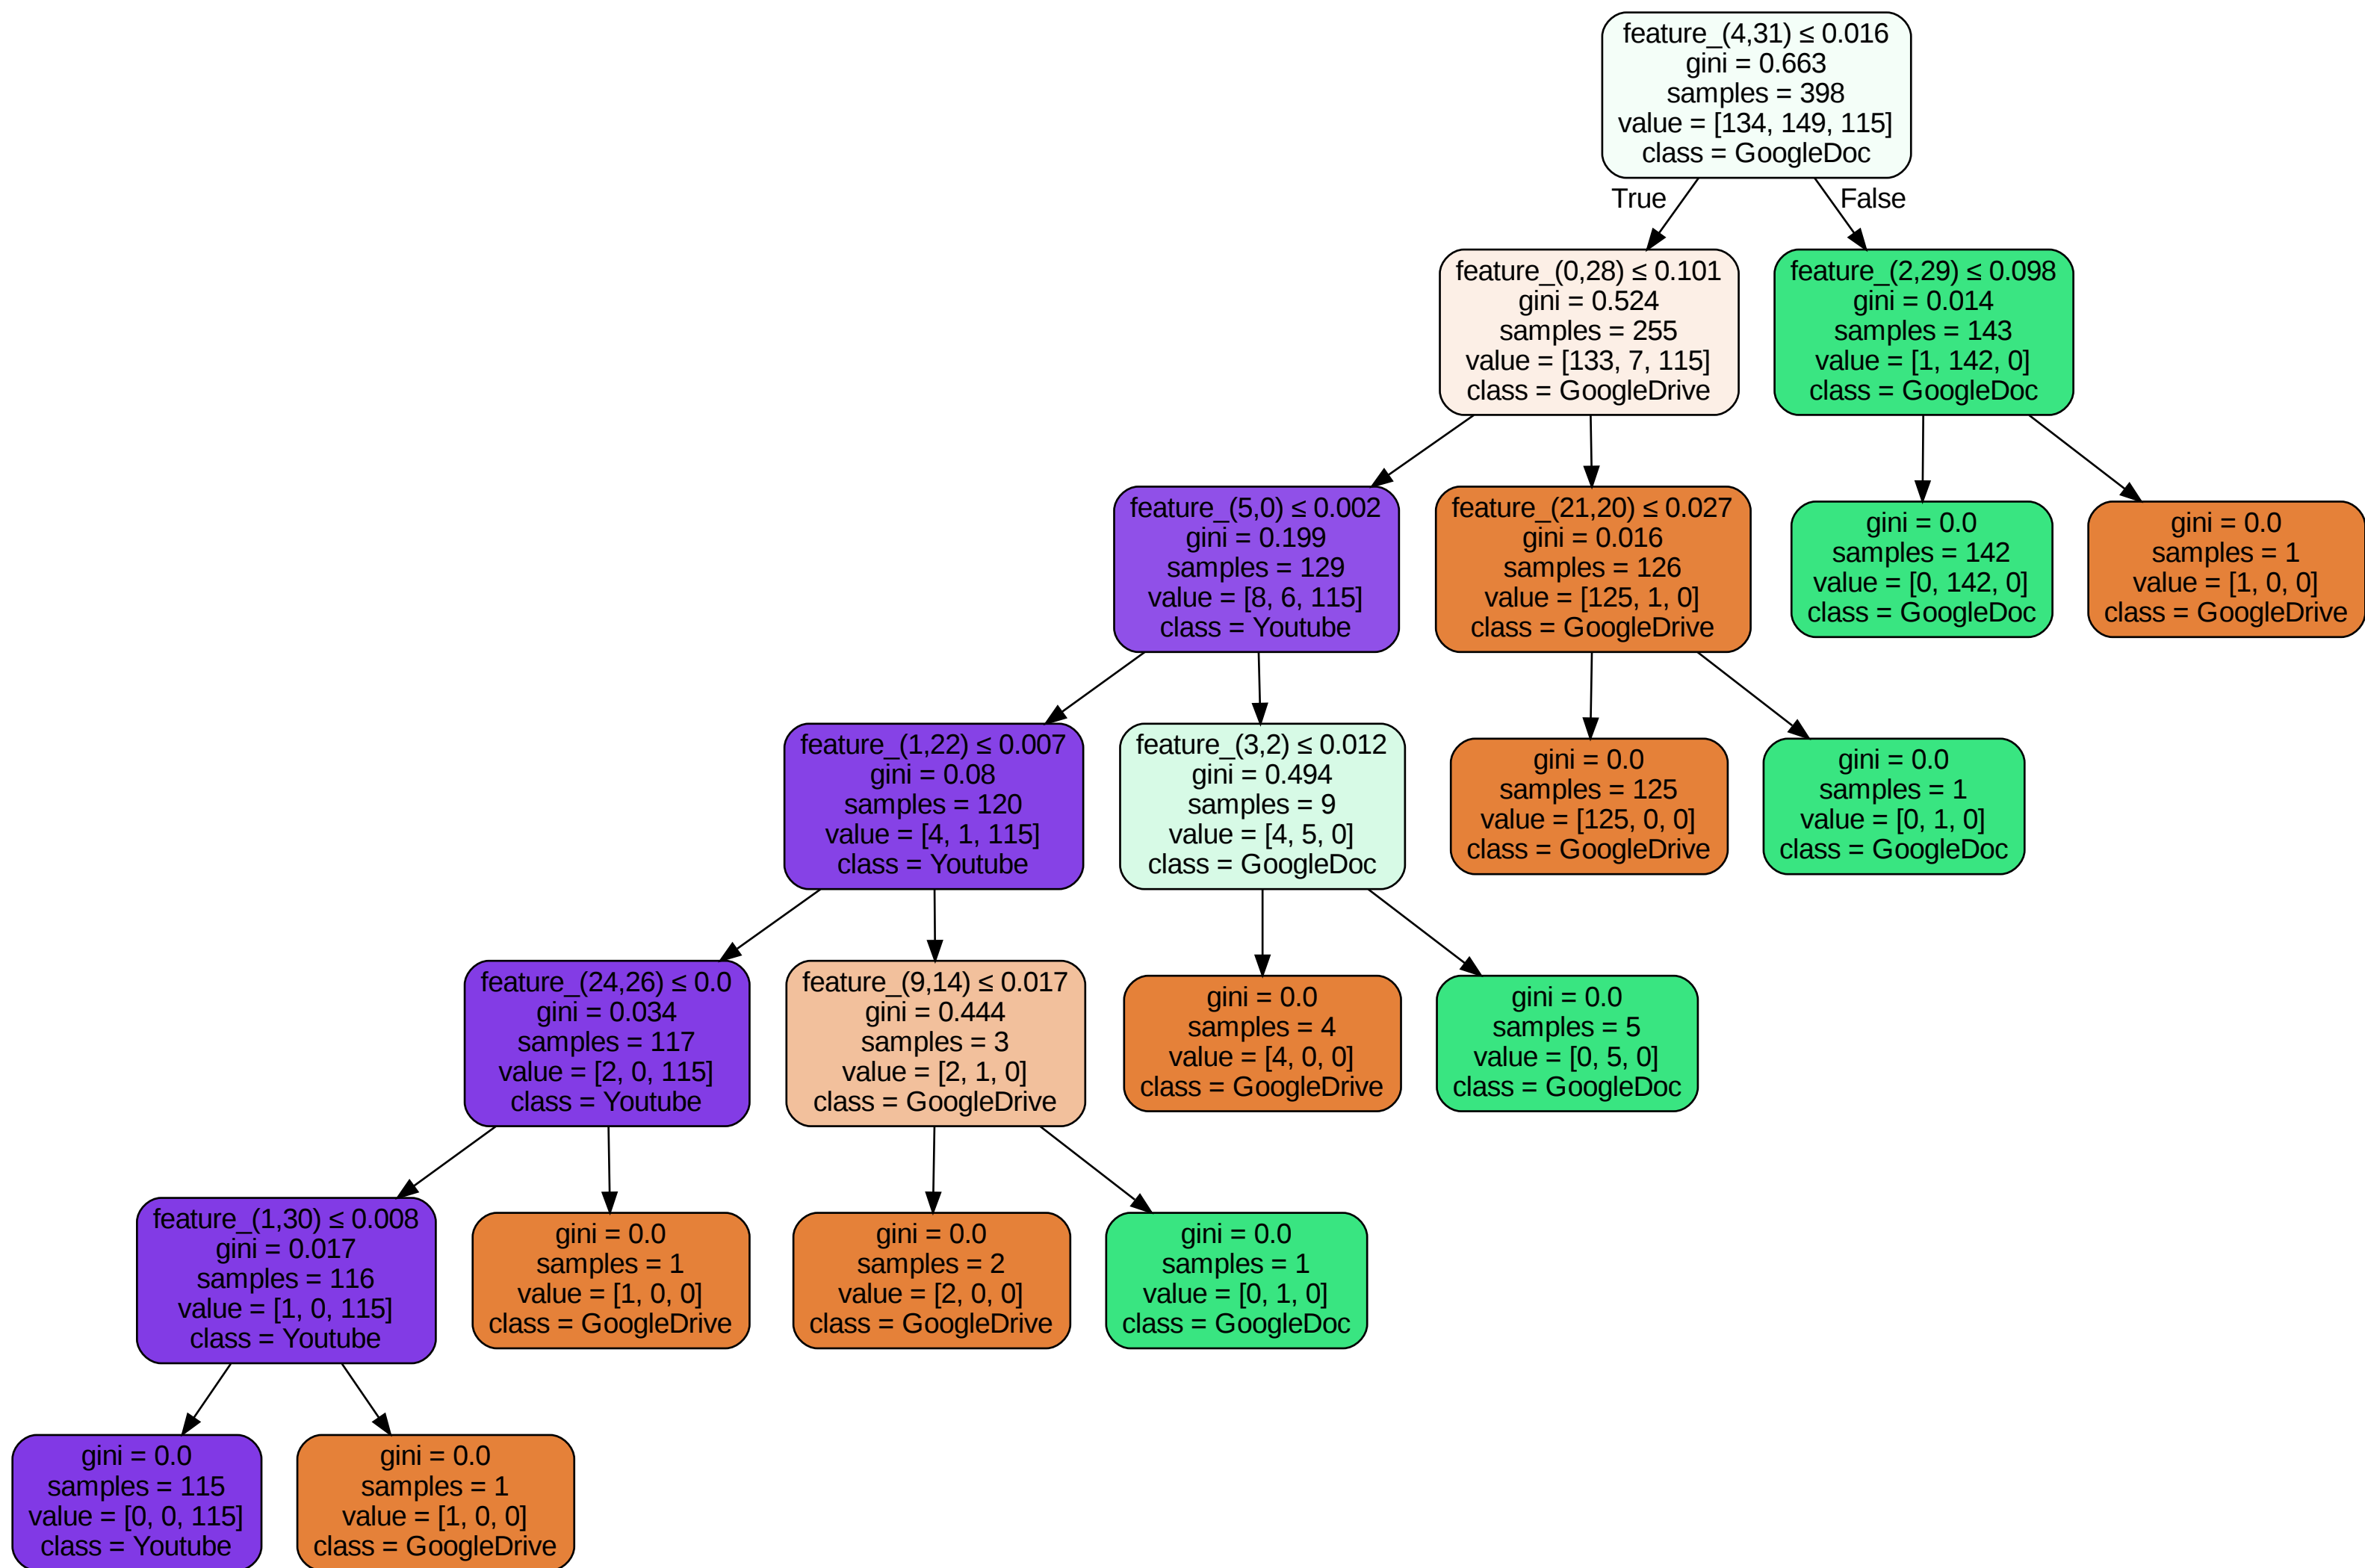 feature_(4,31) ≤ 0.016
gini = 0.663
samples = 398
value = [134, 149, 115]
class = GoogleDoc
True
False
feature_(0,28) ≤ 0.101
gini = 0.524
samples = 255
value = [133, 7, 115]
class = GoogleDrive
feature_(2,29) ≤ 0.098
gini = 0.014
samples = 143
value = [1, 142, 0]
class = GoogleDoc
feature_(5,0) ≤ 0.002
gini = 0.199
samples = 129
value = [8, 6, 115]
class = Youtube
feature_(21,20) ≤ 0.027
gini = 0.016
samples = 126
value = [125, 1, 0]
class = GoogleDrive
gini = 0.0
samples = 142
value = [0, 142, 0]
class = GoogleDoc
gini = 0.0
samples = 1
value = [1, 0, 0]
class = GoogleDrive
feature_(1,22) ≤ 0.007
gini = 0.08
samples = 120
value = [4, 1, 115]
class = Youtube
feature_(3,2) ≤ 0.012
gini = 0.494
samples = 9
value = [4, 5, 0]
class = GoogleDoc
gini = 0.0
samples = 125
value = [125, 0, 0]
class = GoogleDrive
gini = 0.0
samples = 1
value = [0, 1, 0]
class = GoogleDoc
feature_(24,26) ≤ 0.0
gini = 0.034
samples = 117
value = [2, 0, 115]
class = Youtube
feature_(9,14) ≤ 0.017
gini = 0.444
samples = 3
value = [2, 1, 0]
class = GoogleDrive
gini = 0.0
samples = 4
value = [4, 0, 0]
class = GoogleDrive
gini = 0.0
samples = 5
value = [0, 5, 0]
class = GoogleDoc
feature_(1,30) ≤ 0.008
gini = 0.017
samples = 116
value = [1, 0, 115]
class = Youtube
gini = 0.0
samples = 1
value = [1, 0, 0]
class = GoogleDrive
gini = 0.0
samples = 2
value = [2, 0, 0]
class = GoogleDrive
gini = 0.0
samples = 1
value = [0, 1, 0]
class = GoogleDoc
gini = 0.0
samples = 115
value = [0, 0, 115]
class = Youtube
gini = 0.0
samples = 1
value = [1, 0, 0]
class = GoogleDrive